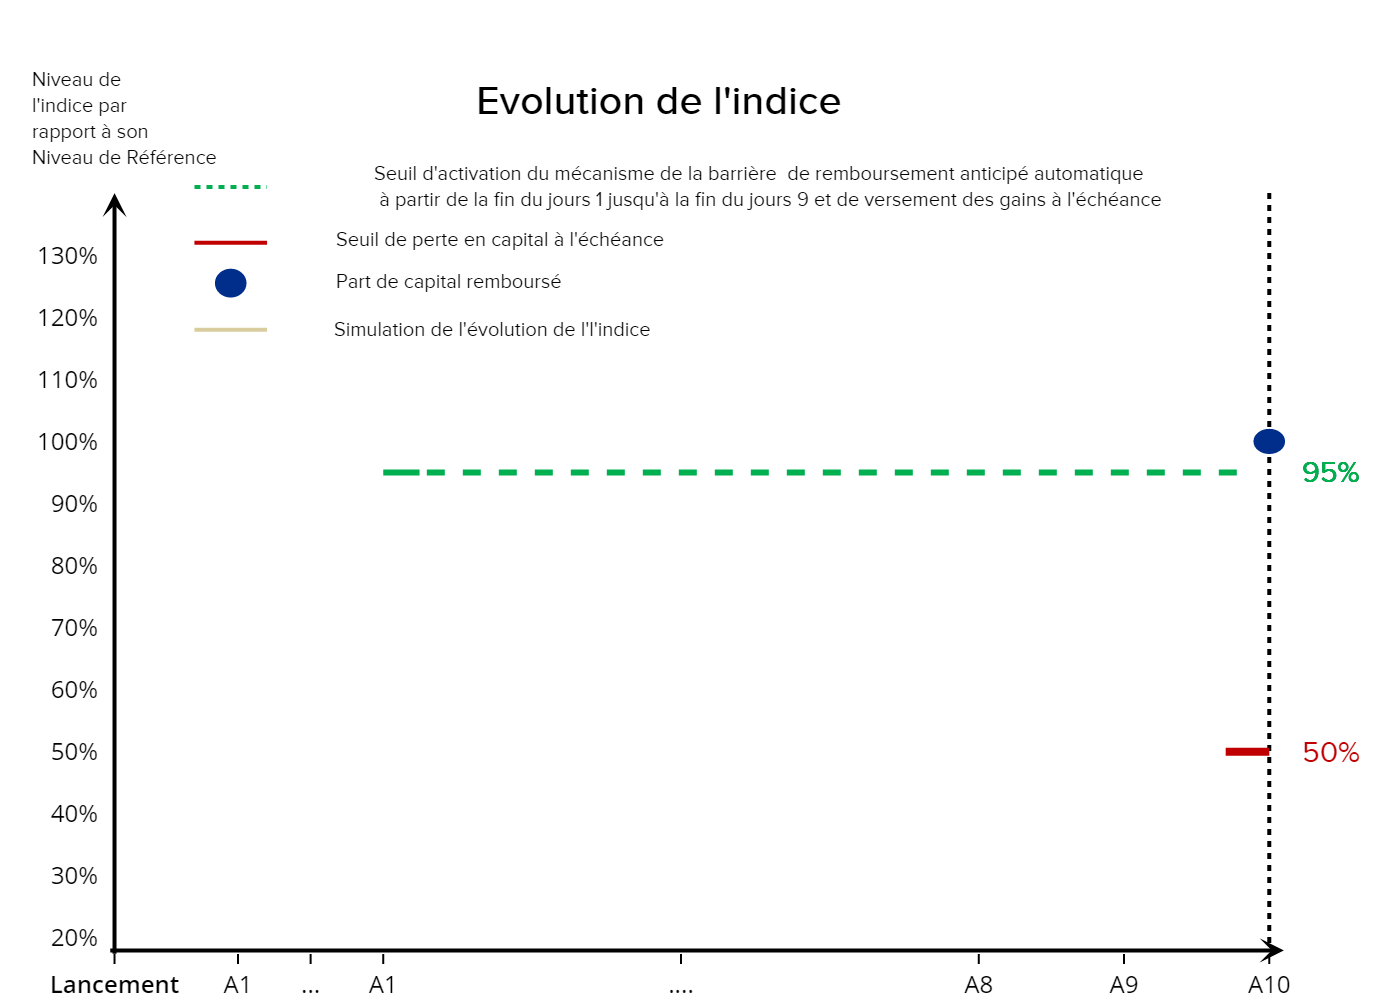 Niveau de
l'indice par
rapport à son
Niveau de Référence
Evolution de l'indice
Seuil d'activation du mécanisme de la barrière  de remboursement anticipé automatique
à partir de la fin du jours 1 jusqu'à la fin du jours 9 et de versement des gains à l'échéance
Seuil de perte en capital à l'échéance
Part de capital remboursé
Simulation de l'évolution de l'l'indice
130%
120%
110%
100%
90%
80%
70%
60%
50%
40%
30%
20%
95%
50%
Lancement A1 ... A1 .... A8 A9 A10